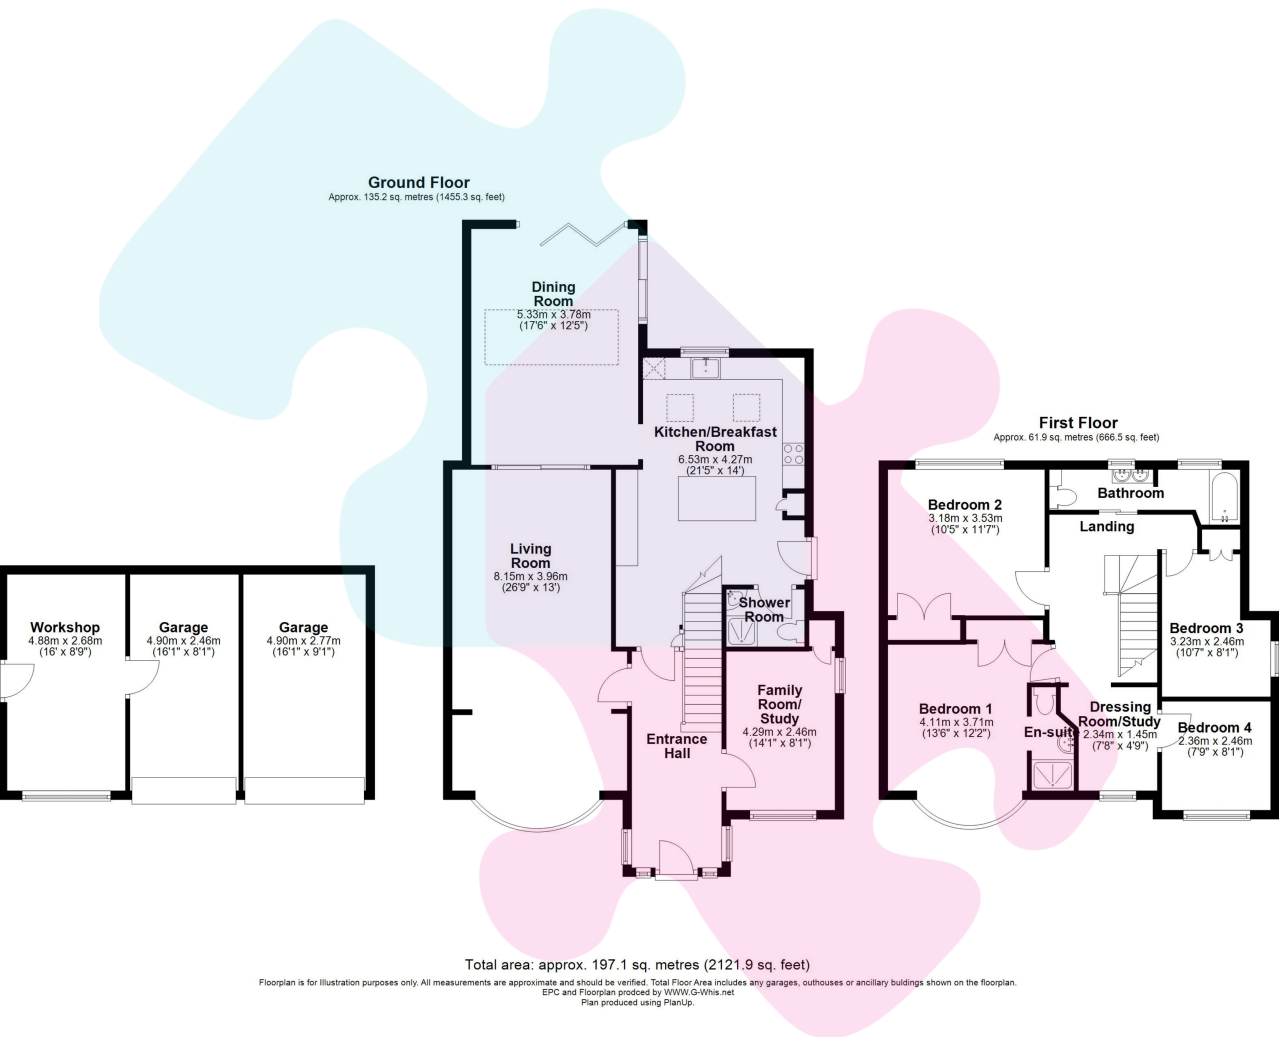 Ground Floor
Approx. 135.2 sq. metres (1455.3 sq. feet)
Dining
Room
5.33m x 3.78m
(17'6" x 12'5")
Kitchen/Breakfast
Room
6.53m x 4.27m
(21'5" x 14')
Living
Room
8.15m x 3.96m
(26'9" x 13')
Shower
Room
Family
Room/
Study
4.29m x 2.46m
(14'1" x 8'1")
Entrance
Hall
Workshop
4.88m x 2.68m
(16' x 8'9")
Garage
4.90m x 2.46m
(16'1" x 8'1")
Garage
4.90m x 2.77m
(16'1" x 9'1")
First Floor
Approx. 61.9 sq. metres (666.5 sq. feet)
Bedroom 2
3.18m x 3.53m
(10'5" x 11'7")
Bathroom
Landing
Bedroom 3
3.23m x 2.46m
(10'7" x 8'1")
Bedroom 1
4.11m x 3.71m
(13'6" x 12'2")
En-suite
Dressing
Room/Study
2.34m x 1.45m
(7'8" x 4'9")
Bedroom 4
2.36m x 2.46m
(7'9" x 8'1")
Total area: approx. 197.1 sq. metres (2121.9 sq. feet)
Floorplan is for Illustration purposes only. All measurements are approximate and should be verified. Total Floor Area includes any garages, outhouses or ancillary buldings shown on the floorplan.
EPC and Floorplan prodced by WWW.G-Whis.net
Plan produced using PlanUp.